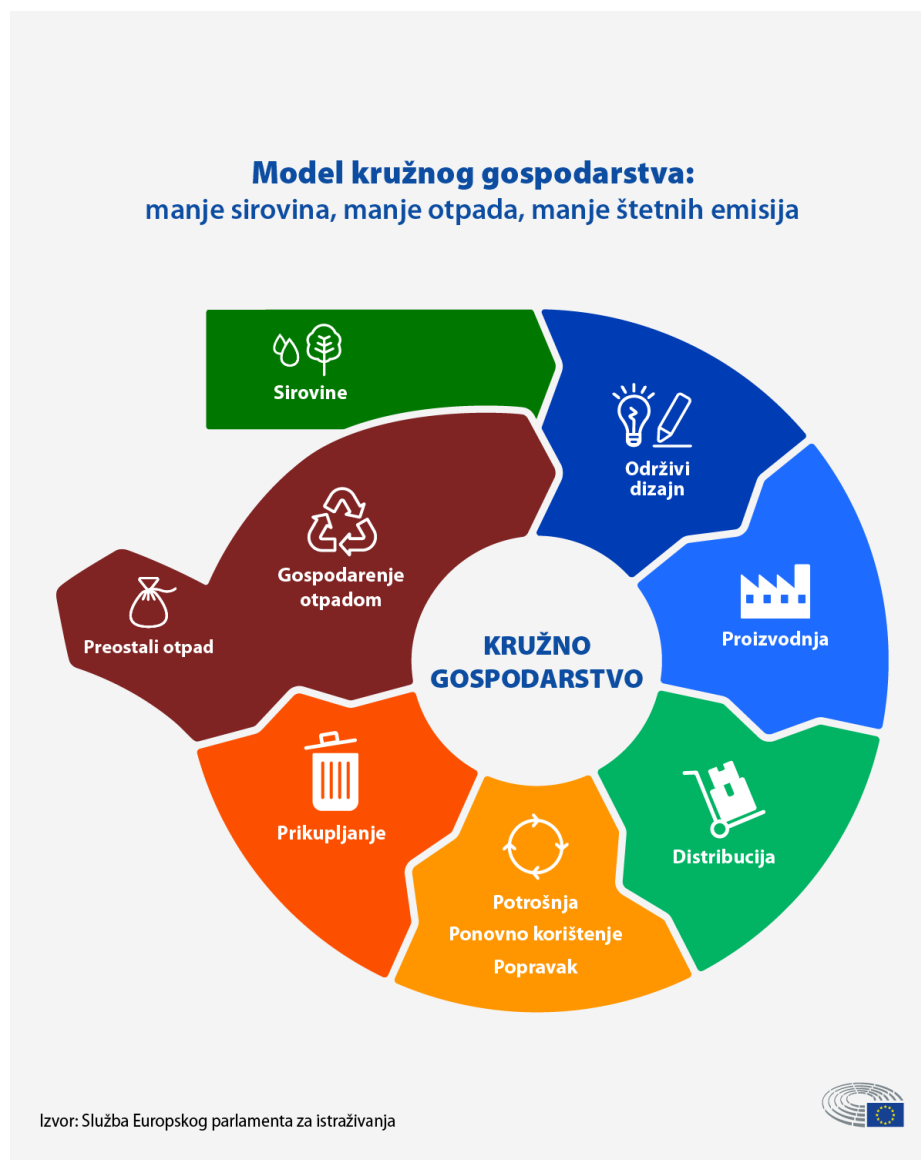 Model kružnog gospodarstva:
manje sirovina, manje otpada, manje štetnih emisija
Sirovine
Održivi
dizajn
Proizvodnja
Distribucija
Potrošnja
Ponovno korištenje
Popravak
Prikupljanje
Gospodarenje
otpadom
Preostali otpad
KRUŽNO
GOSPODARSTVO
Izvor: Služba Europskog parlamenta za istraživanja